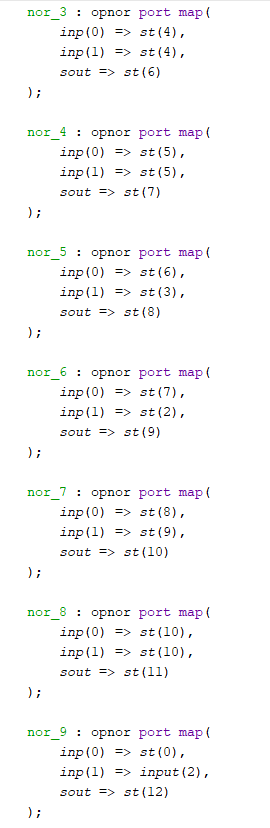 nor_3 : opnor port map(
inp(0) => st(4),
inp(1) => st(4),
sout => st(6)
);
nor_4 : opnor port map(
inp(0) => st(5),
inp(1) => st(5),
sout => st(7)
);
nor_5 : opnor port map(
inp(0) => st(6),
inp(1) => st(3),
sout => st(8)
);
nor_6 : opnor port map(
inp(0) => st(7),
inp(1) => st(2),
sout => st(9)
);
nor_7 : opnor port map(
inp(0) => st(8),
inp(1) => st(9),
sout => st(10)
);
nor_8 : opnor port map(
inp(0) => st(10),
inp(1) => st(10),
sout => st(11)
);
nor_9 : opnor port map(
inp(0) => st(0),
inp(1) => input(2),
sout => st(12)
);